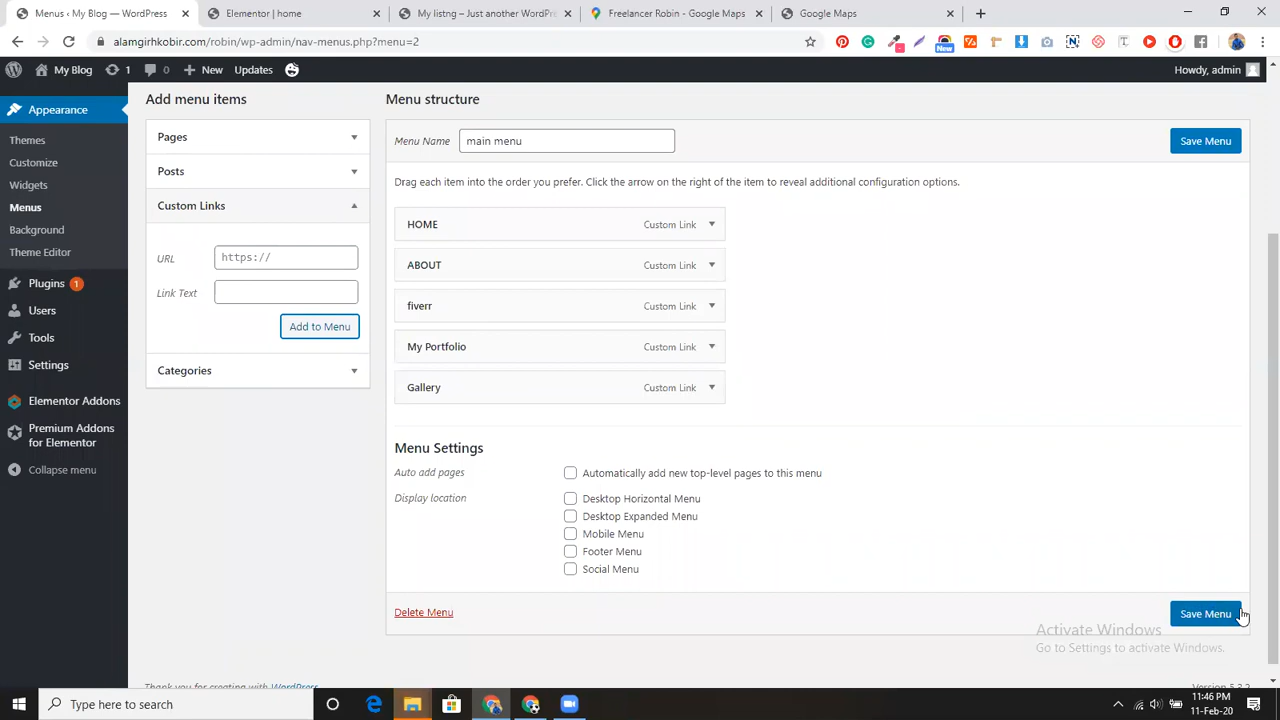 Menus ‹ My Blog — WordPress
Elementor | home
My listng – Just another WordPre
Freelancer Robin - Google Maps
Google Maps
alamgirhkobir.com/robin/wp-admin/nav-menus.php?menu=2
New
My Blog
1
0
New
Updates
Howdy, admin
Appearance
Themes
Customize
Widgets
Menus
Background
Theme Editor
Plugins 1
Users
Tools
Settings
Elementor Addons
Premium Addons
for Elementor
Collapse menu
Add menu items
Pages
Posts
Custom Links
URL
https://
Link Text
Add to Menu
Categories
Menu structure
Menu Name
main menu
Save Menu
Drag each item into the order you prefer. Click the arrow on the right of the item to reveal additional configuration options.
HOME Custom Link
ABOUT Custom Link
fiverr Custom Link
My Portfolio Custom Link
Gallery Custom Link
Menu Settings
Auto add pages
Automatically add new top-level pages to this menu
Display location
Desktop Horizontal Menu
Desktop Expanded Menu
Mobile Menu
Footer Menu
Social Menu
Delete Menu
Save Menu
Activate Windows
Go to Settings to activate Windows.
Thank you for creating with WordPress
Version 5.3.2
Type here to search
11:46 PM
11-Feb-20